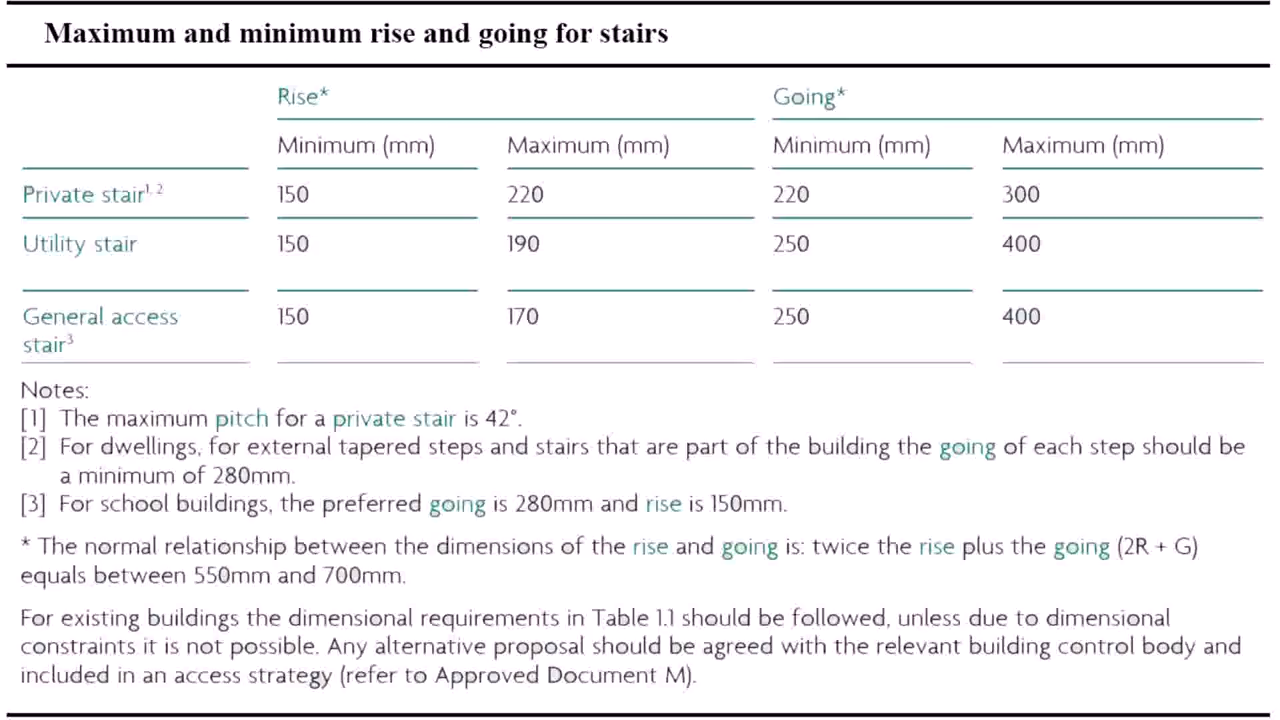 Maximum and minimum rise and going for stairs
Rise* Going*
Minimum (mm) Maximum (mm) Minimum (mm) Maximum (mm)
Private stair¹,² 150 220 220 300
Utility stair 150 190 250 400
General access 150 170 250 400
stair³
Notes:
[1] The maximum pitch for a private stair is 42°.
[2] For dwellings, for external tapered steps and stairs that are part of the building the going of each step should be
a minimum of 280mm.
[3] For school buildings, the preferred going is 280mm and rise is 150mm.
* The normal relationship between the dimensions of the rise and going is: twice the rise plus the going (2R + G)
equals between 550mm and 700mm.
For existing buildings the dimensional requirements in Table 1.1 should be followed, unless due to dimensional
constraints it is not possible. Any alternative proposal should be agreed with the relevant building control body and
included in an access strategy (refer to Approved Document M).